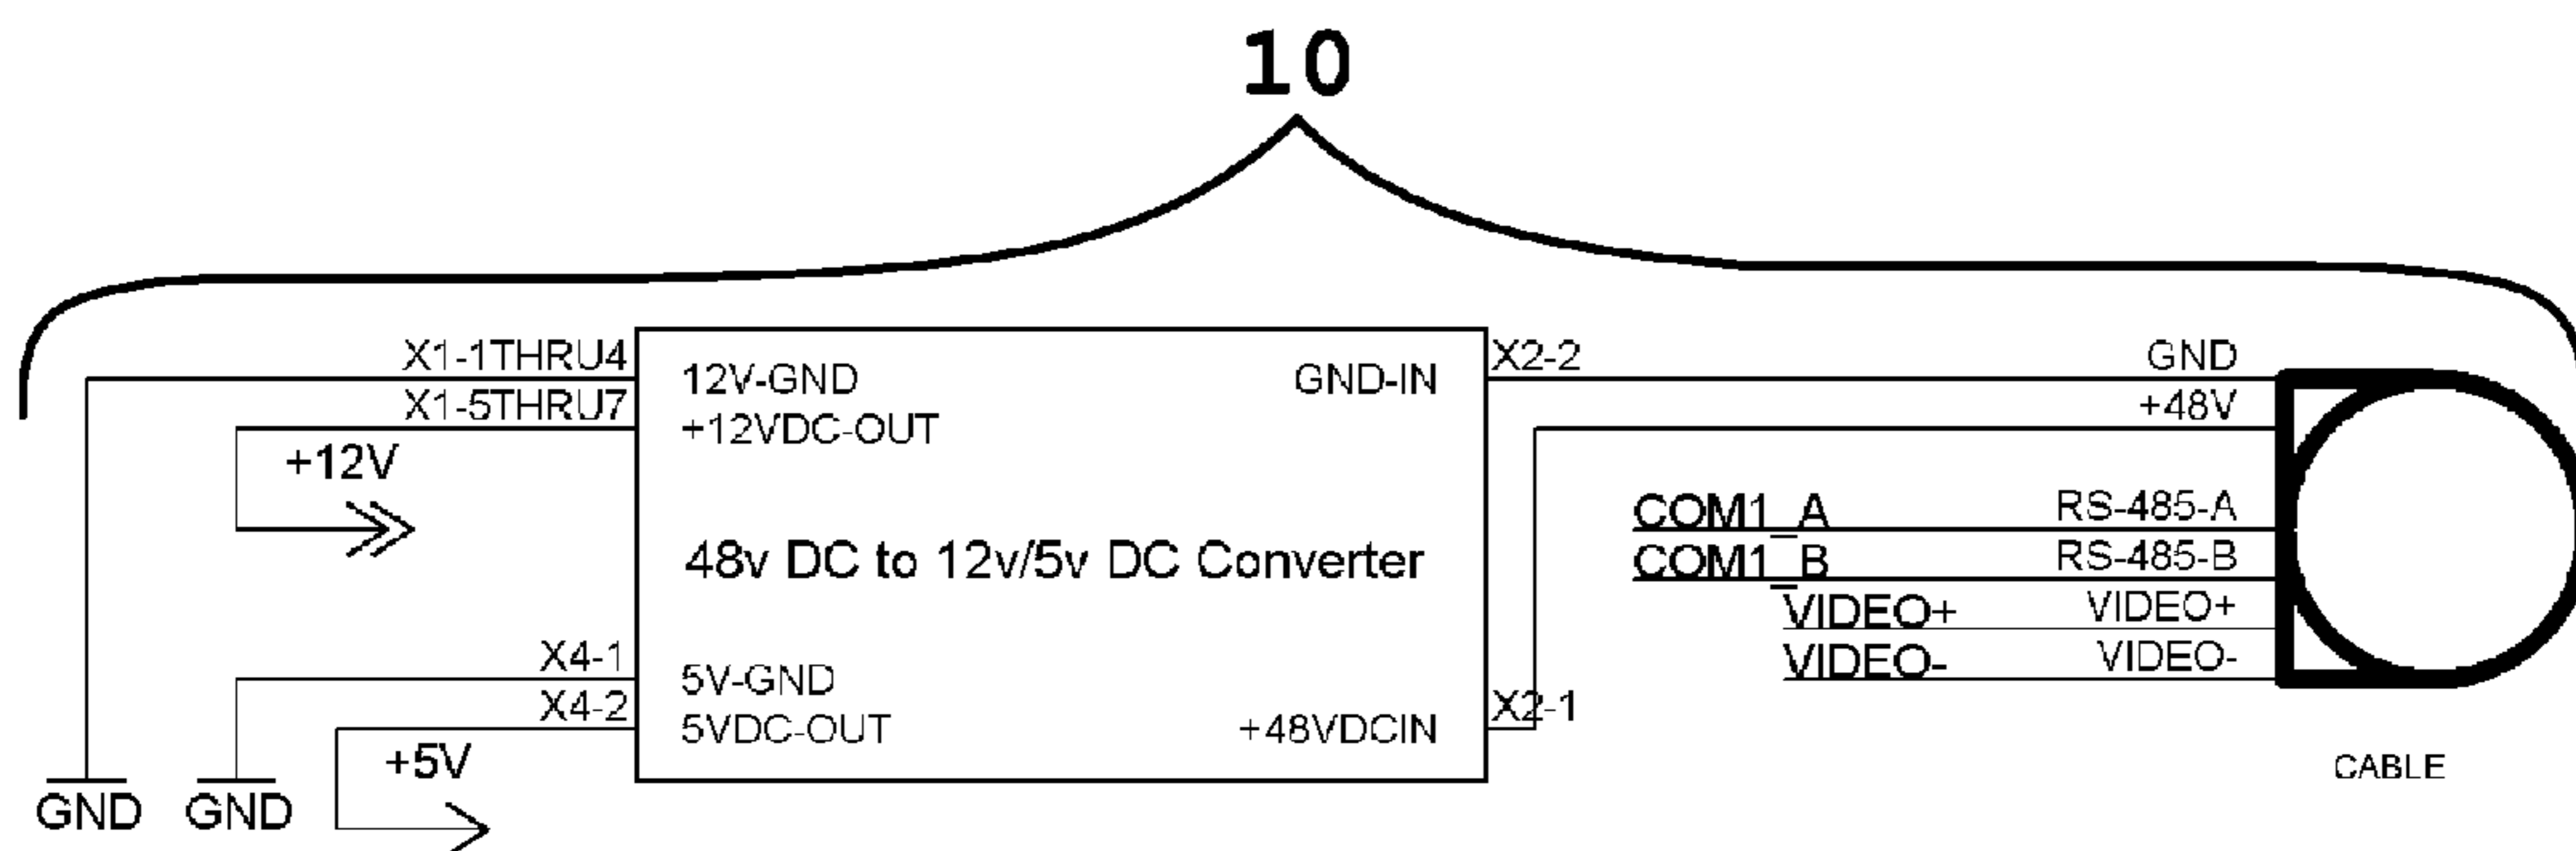 10
X1-1THRU4
X1-5THRU7
+12V
X4-1
X4-2
+5V
GND
GND
12V-GND
+12VDC-OUT
GND-IN
48v DC to 12v/5v DC Converter
5V-GND
5VDC-OUT
+48VDCIN
X2-2
X2-1
GND
+48V
COM1_A RS-485-A
COM1_B RS-485-B
VIDEO+ VIDEO+
VIDEO- VIDEO-
CABLE